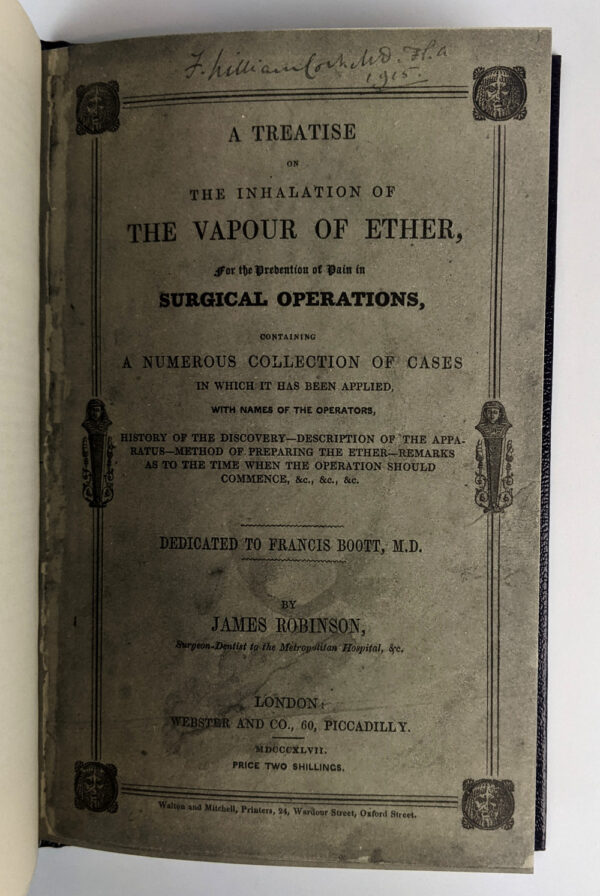 F. William Cock. M.D. F.S.A
1915.
A TREATISE
ON
THE INHALATION OF
THE VAPOUR OF ETHER,
For the Prevention of Pain in
SURGICAL OPERATIONS,
CONTAINING
A NUMEROUS COLLECTION OF CASES
IN WHICH IT HAS BEEN APPLIED,
WITH NAMES OF THE OPERATORS,
HISTORY OF THE DISCOVERY—DESCRIPTION OF THE APPA-
RATUS—METHOD OF PREPARING THE ETHER—REMARKS
AS TO THE TIME WHEN THE OPERATION SHOULD
COMMENCE, &c., &c., &c.
DEDICATED TO FRANCIS BOOTT, M.D.
BY
JAMES ROBINSON,
Surgeon-Dentist to the Metropolitan Hospital, &c.
LONDON:
WEBSTER AND CO., 60, PICCADILLY.
MDCCCXLVII.
PRICE TWO SHILLINGS.
Walton and Mitchell, Printers, 24, Wardour Street, Oxford Street.